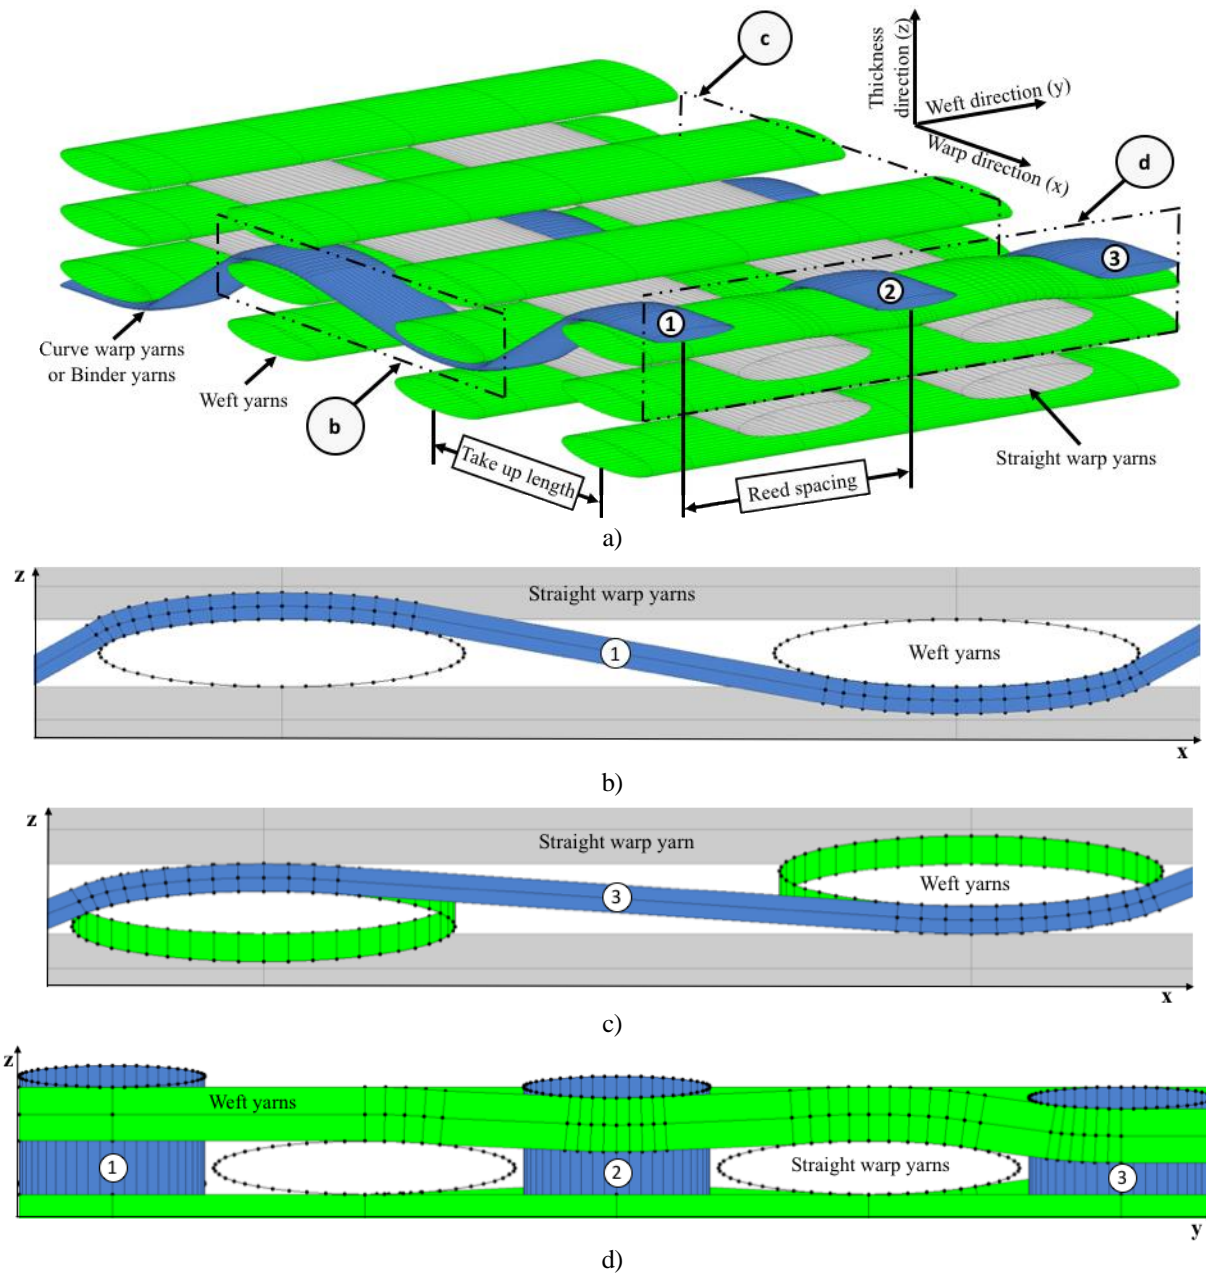 c
Thickness
direction (z)
Weft direction (y)
Warp direction (x)
d
3
2
1
Curve warp yarns
or Binder yarns
Weft yarns
b
Take up length
Reed spacing
Straight warp yarns
a)
z
Straight warp yarns
1
Weft yarns
x
b)
z
Straight warp yarn
Weft yarns
3
x
c)
z
Weft yarns
1
2
Straight warp yarns
3
y
d)